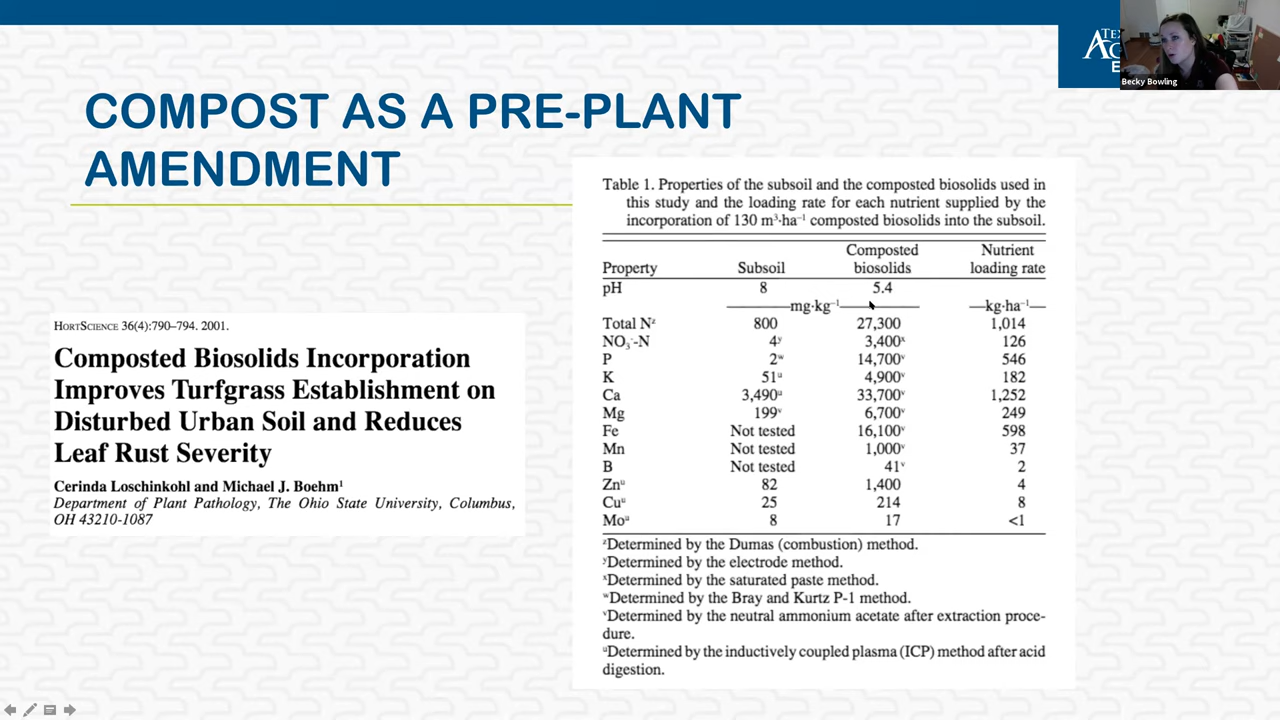 COMPOST AS A PRE-PLANT
AMENDMENT
TEX
Becky Bowling
HORTSCIENCE 36(4):790–794. 2001.
Composted Biosolids Incorporation
Improves Turfgrass Establishment on
Disturbed Urban Soil and Reduces
Leaf Rust Severity
Cerinda Loschinkohl and Michael J. Boehm¹
Department of Plant Pathology, The Ohio State University, Columbus,
OH 43210-1087
Table 1. Properties of the subsoil and the composted biosolids used in
this study and the loading rate for each nutrient supplied by the
incorporation of 130 m³·ha⁻¹ composted biosolids into the subsoil.
Composted Nutrient
Property Subsoil biosolids loading rate
pH 8 5.4
mg·kg⁻¹ kg·ha⁻¹
Total Nᶻ 800 27,300 1,014
NO₃⁻-N 4ʸ 3,400ˣ 126
P 2ʷ 14,700ᵛ 546
K 51ᵘ 4,900ᵛ 182
Ca 3,490ᵘ 33,700ᵛ 1,252
Mg 199ᵛ 6,700ᵛ 249
Fe Not tested 16,100ᵛ 598
Mn Not tested 1,000ᵛ 37
B Not tested 41ᵛ 2
Znᵘ 82 1,400 4
Cuᵘ 25 214 8
Moᵘ 8 17 <1
ᶻDetermined by the Dumas (combustion) method.
ʸDetermined by the electrode method.
ˣDetermined by the saturated paste method.
ʷDetermined by the Bray and Kurtz P-1 method.
ᵛDetermined by the neutral ammonium acetate after extraction proce-
dure.
ᵘDetermined by the inductively coupled plasma (ICP) method after acid
digestion.